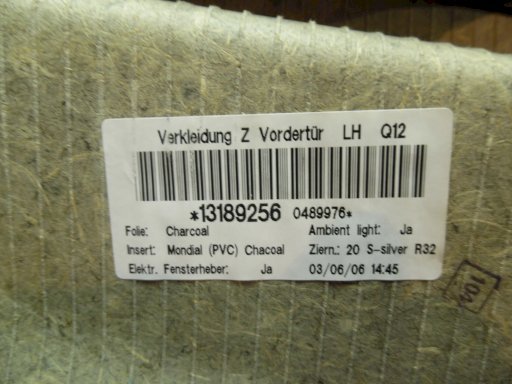 Verkleidung Z Vordertür LH Q12
*13189256 0489976*
Folie: Charcoal Ambient light: Ja
Insert: Mondial (PVC) Chacoal Ziern.: 20 S-silver R32
Elektr. Fensterheber: Ja 03/06/06 14:45
104